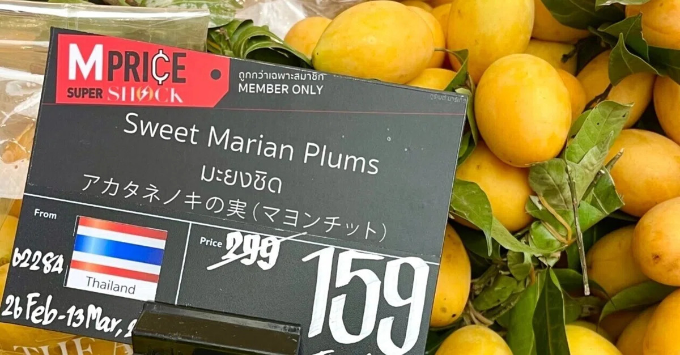 M PRICE
SUPER SHOCK
ถูกกว่าเฉพาะสมาชิก
MEMBER ONLY
Sweet Marian Plums
มะยงชิด
アカタネノキの実(マヨンチット)
From
62284
Thailand
26 Feb-13 Mar,
Price 299
159